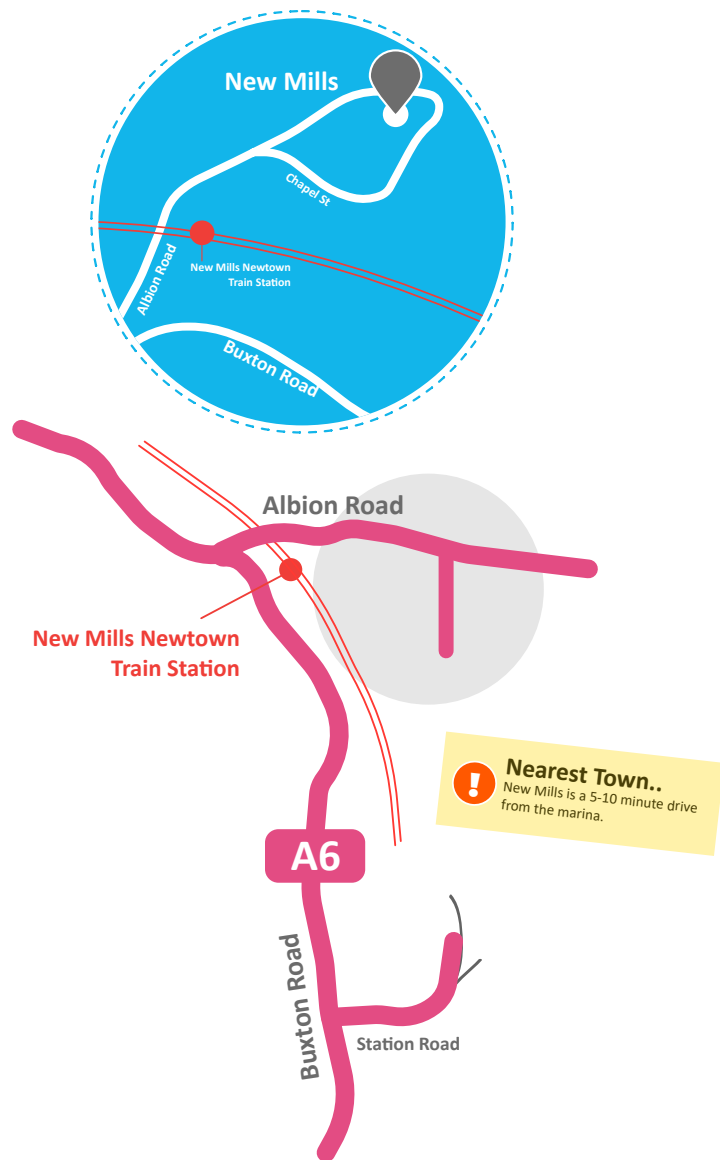 New Mills
Chapel St
Albion Road
New Mills Newtown
Train Station
Buxton Road
Albion Road
New Mills Newtown
Train Station
Nearest Town..
New Mills is a 5-10 minute drive
from the marina.
A6
Buxton Road
Station Road